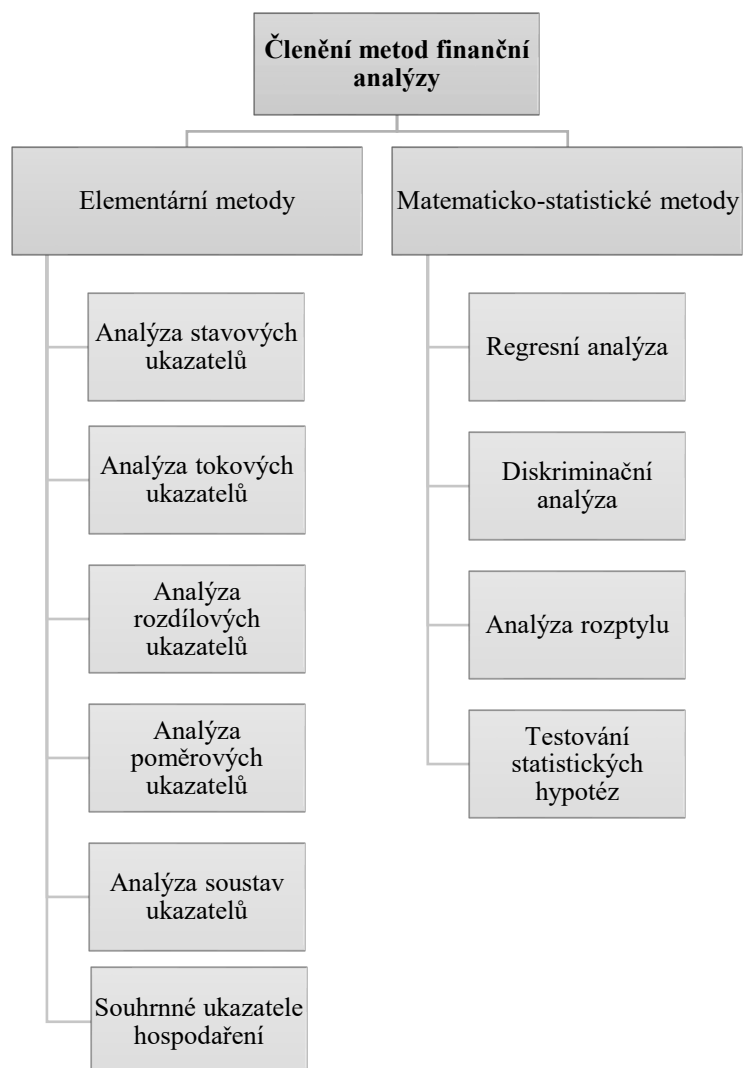 Členění metod finanční
analýzy
Elementární metody
Matematicko-statistické metody
Analýza stavových
ukazatelů
Analýza tokových
ukazatelů
Analýza
rozdílových
ukazatelů
Analýza
poměrových
ukazatelů
Analýza soustav
ukazatelů
Souhrnné ukazatele
hospodaření
Regresní analýza
Diskriminační
analýza
Analýza rozptylu
Testování
statistických
hypotéz